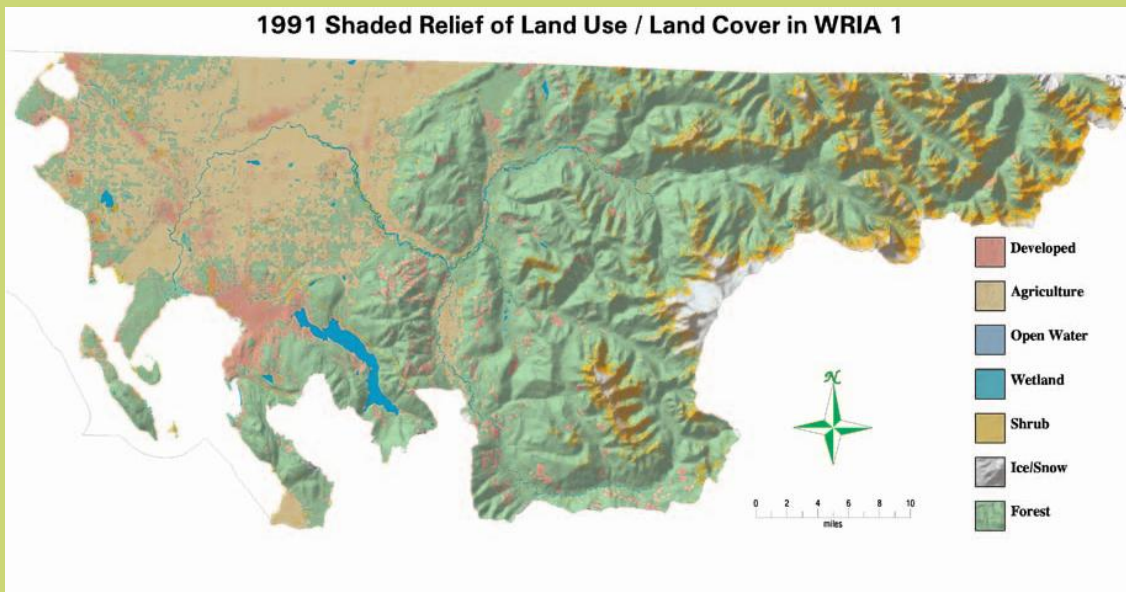 1991 Shaded Relief of Land Use / Land Cover in WRIA 1
Developed
Agriculture
Open Water
Wetland
Shrub
Ice/Snow
Forest
N
0 2 4 6 8 10
miles